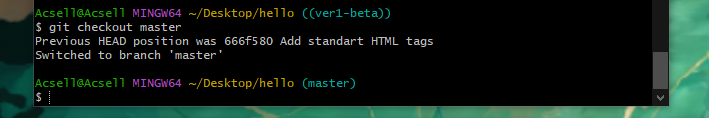 Acsell@Acsell MINGW64 ~/Desktop/hello ((ver1-beta))
$ git checkout master
Previous HEAD position was 666f580 Add standart HTML tags
Switched to branch 'master'
Acsell@Acsell MINGW64 ~/Desktop/hello (master)
$